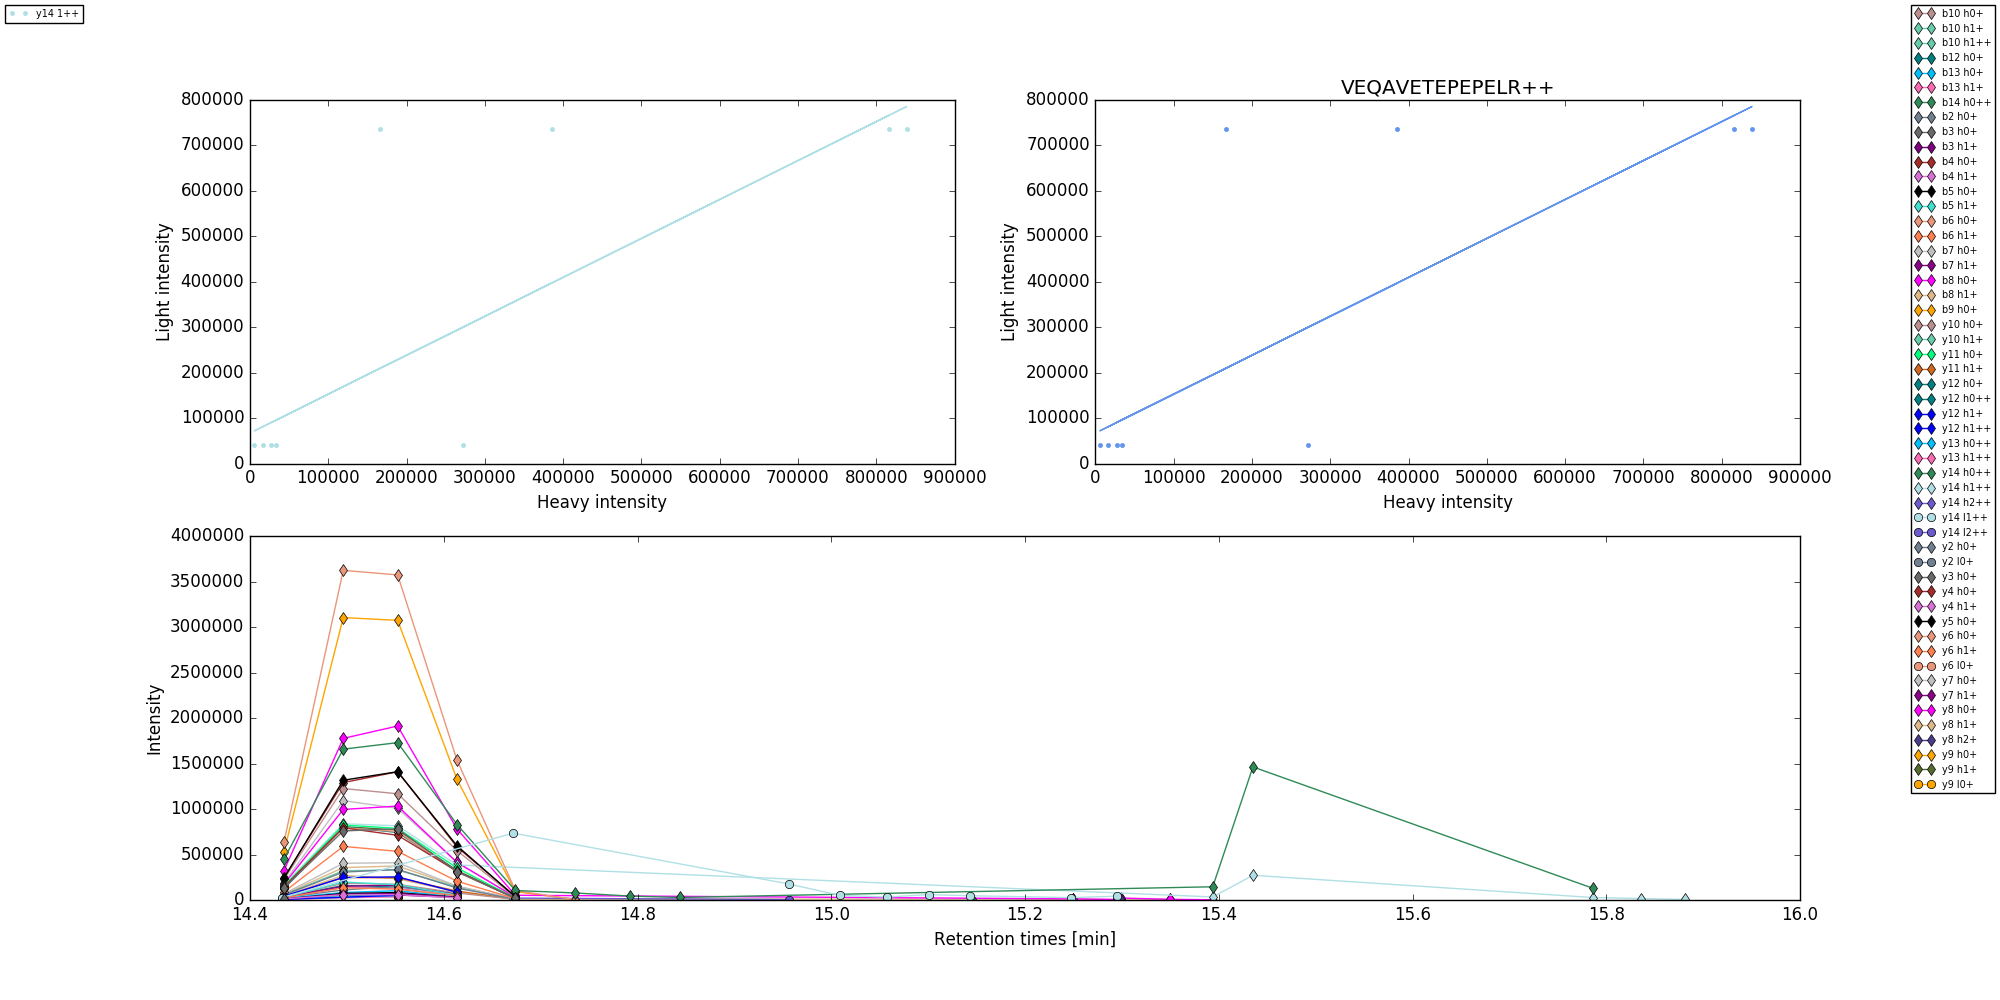 y14 1++
VEQAVETEPEPELR++
800000
700000
600000
500000
400000
300000
200000
100000
0
Light intensity
0 100000 200000 300000 400000 500000 600000 700000 800000 900000
Heavy intensity
800000
700000
600000
500000
400000
300000
200000
100000
0
Light intensity
0 100000 200000 300000 400000 500000 600000 700000 800000 900000
Heavy intensity
4000000
3500000
3000000
2500000
2000000
1500000
1000000
500000
0
Intensity
14.4 14.6 14.8 15.0 15.2 15.4 15.6 15.8 16.0
Retention times [min]
b10 h0+
b10 h1+
b10 h1++
b12 h0+
b13 h0+
b13 h1+
b14 h0++
b2 h0+
b3 h0+
b3 h1+
b4 h0+
b4 h1+
b5 h0+
b5 h1+
b6 h0+
b6 h1+
b7 h0+
b7 h1+
b8 h0+
b8 h1+
b9 h0+
y10 h0+
y10 h1+
y11 h0+
y11 h1+
y12 h0+
y12 h0++
y12 h1+
y12 h1++
y13 h0++
y13 h1++
y14 h0++
y14 h1++
y14 h2++
y14 l1++
y14 l2++
y2 h0+
y2 l0+
y3 h0+
y4 h0+
y4 h1+
y5 h0+
y6 h0+
y6 h1+
y6 l0+
y7 h0+
y7 h1+
y8 h0+
y8 h1+
y8 h2+
y9 h0+
y9 h1+
y9 l0+